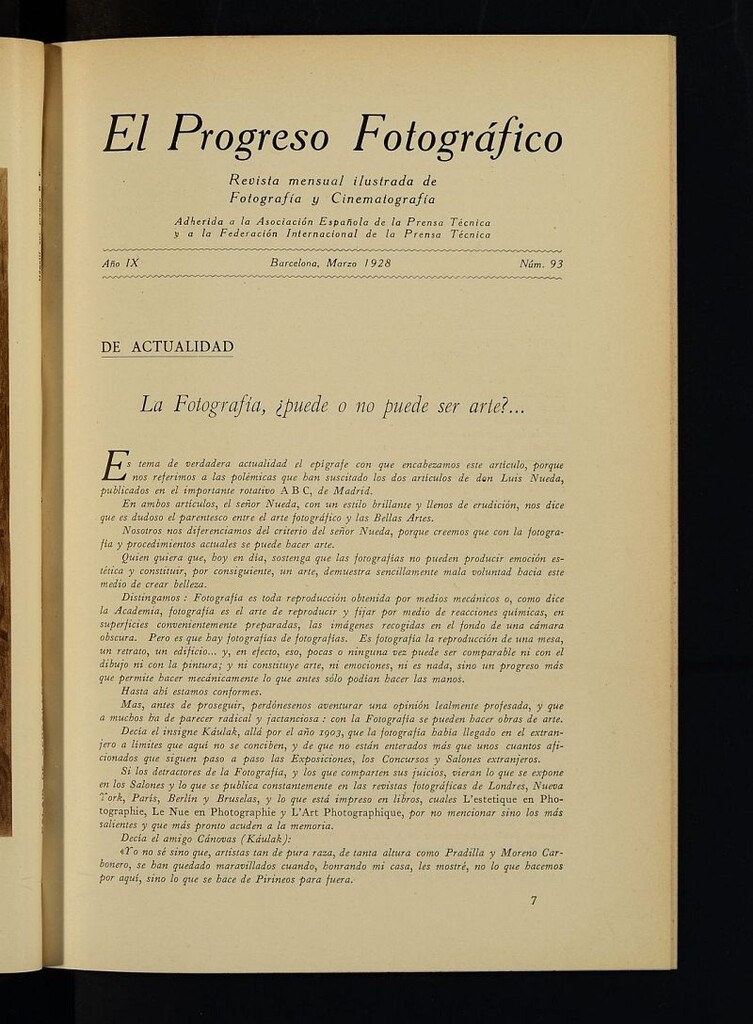 El Progreso Fotográfico
Revista mensual ilustrada de
Fotografía y Cinematografía
Adherida a la Asociación Española de la Prensa Técnica
y a la Federación Internacional de la Prensa Técnica
Año IX Barcelona, Marzo 1928 Núm. 93
DE ACTUALIDAD
La Fotografía, ¿puede o no puede ser arte?...
Es tema de verdadera actualidad el epígrafe con que encabezamos este artículo, porque
nos referimos a las polémicas que han suscitado los dos artículos de don Luis Nueda,
publicados en el importante rotativo A B C, de Madrid.
En ambos artículos, el señor Nueda, con un estilo brillante y llenos de erudición, nos dice
que es dudoso el parentesco entre el arte fotográfico y las Bellas Artes.
Nosotros nos diferenciamos del criterio del señor Nueda, porque creemos que con la fotogra-
fía y procedimientos actuales se puede hacer arte.
Quien quiera que, hoy en día, sostenga que las fotografías no pueden producir emoción es-
tética y constituir, por consiguiente, un arte, demuestra sencillamente mala voluntad hacia este
medio de crear belleza.
Distingamos: Fotografía es toda reproducción obtenida por medios mecánicos o, como dice
la Academia, fotografía es el arte de reproducir y fijar por medio de reacciones químicas, en
superficies convenientemente preparadas, las imágenes recogidas en el fondo de una cámara
obscura. Pero es que hay fotografías de fotografías. Es fotografía la reproducción de una mesa,
un retrato, un edificio... y, en efecto, eso, pocas o ninguna vez puede ser comparable ni con el
dibujo ni con la pintura; y ni constituye arte, ni emociones, ni es nada, sino un progreso más
que permite hacer mecánicamente lo que antes sólo podían hacer las manos.
Hasta ahí estamos conformes.
Mas, antes de proseguir, perdónesenos aventurar una opinión lealmente profesada, y que
a muchos ha de parecer radical y jactanciosa: con la Fotografía se pueden hacer obras de arte.
Decía el insigne Káulak, allá por el año 1903, que la fotografía había llegado en el extran-
jero a límites que aquí no se conciben, y de que no están enterados más que unos cuantos afi-
cionados que siguen paso a paso las Exposiciones, los Concursos y Salones extranjeros.
Si los detractores de la Fotografía, y los que comparten sus juicios, vieran lo que se expone
en los Salones y lo que se publica constantemente en las revistas fotográficas de Londres, Nueva
York, París, Berlín y Bruselas, y lo que está impreso en libros, cuales L'estetique en Pho-
tographie, Le Nue en Photographie y L'Art Photographique, por no mencionar sino los más
salientes y que más pronto acuden a la memoria.
Decía el amigo Cánovas (Káulak):
«Yo no sé sino que, artistas tan de pura raza, de tanta altura como Pradilla y Moreno Car-
bonero, se han quedado maravillados cuando, honrando mi casa, les mostré, no lo que hacemos
por aquí, sino lo que se hace de Pirineos para fuera.
7